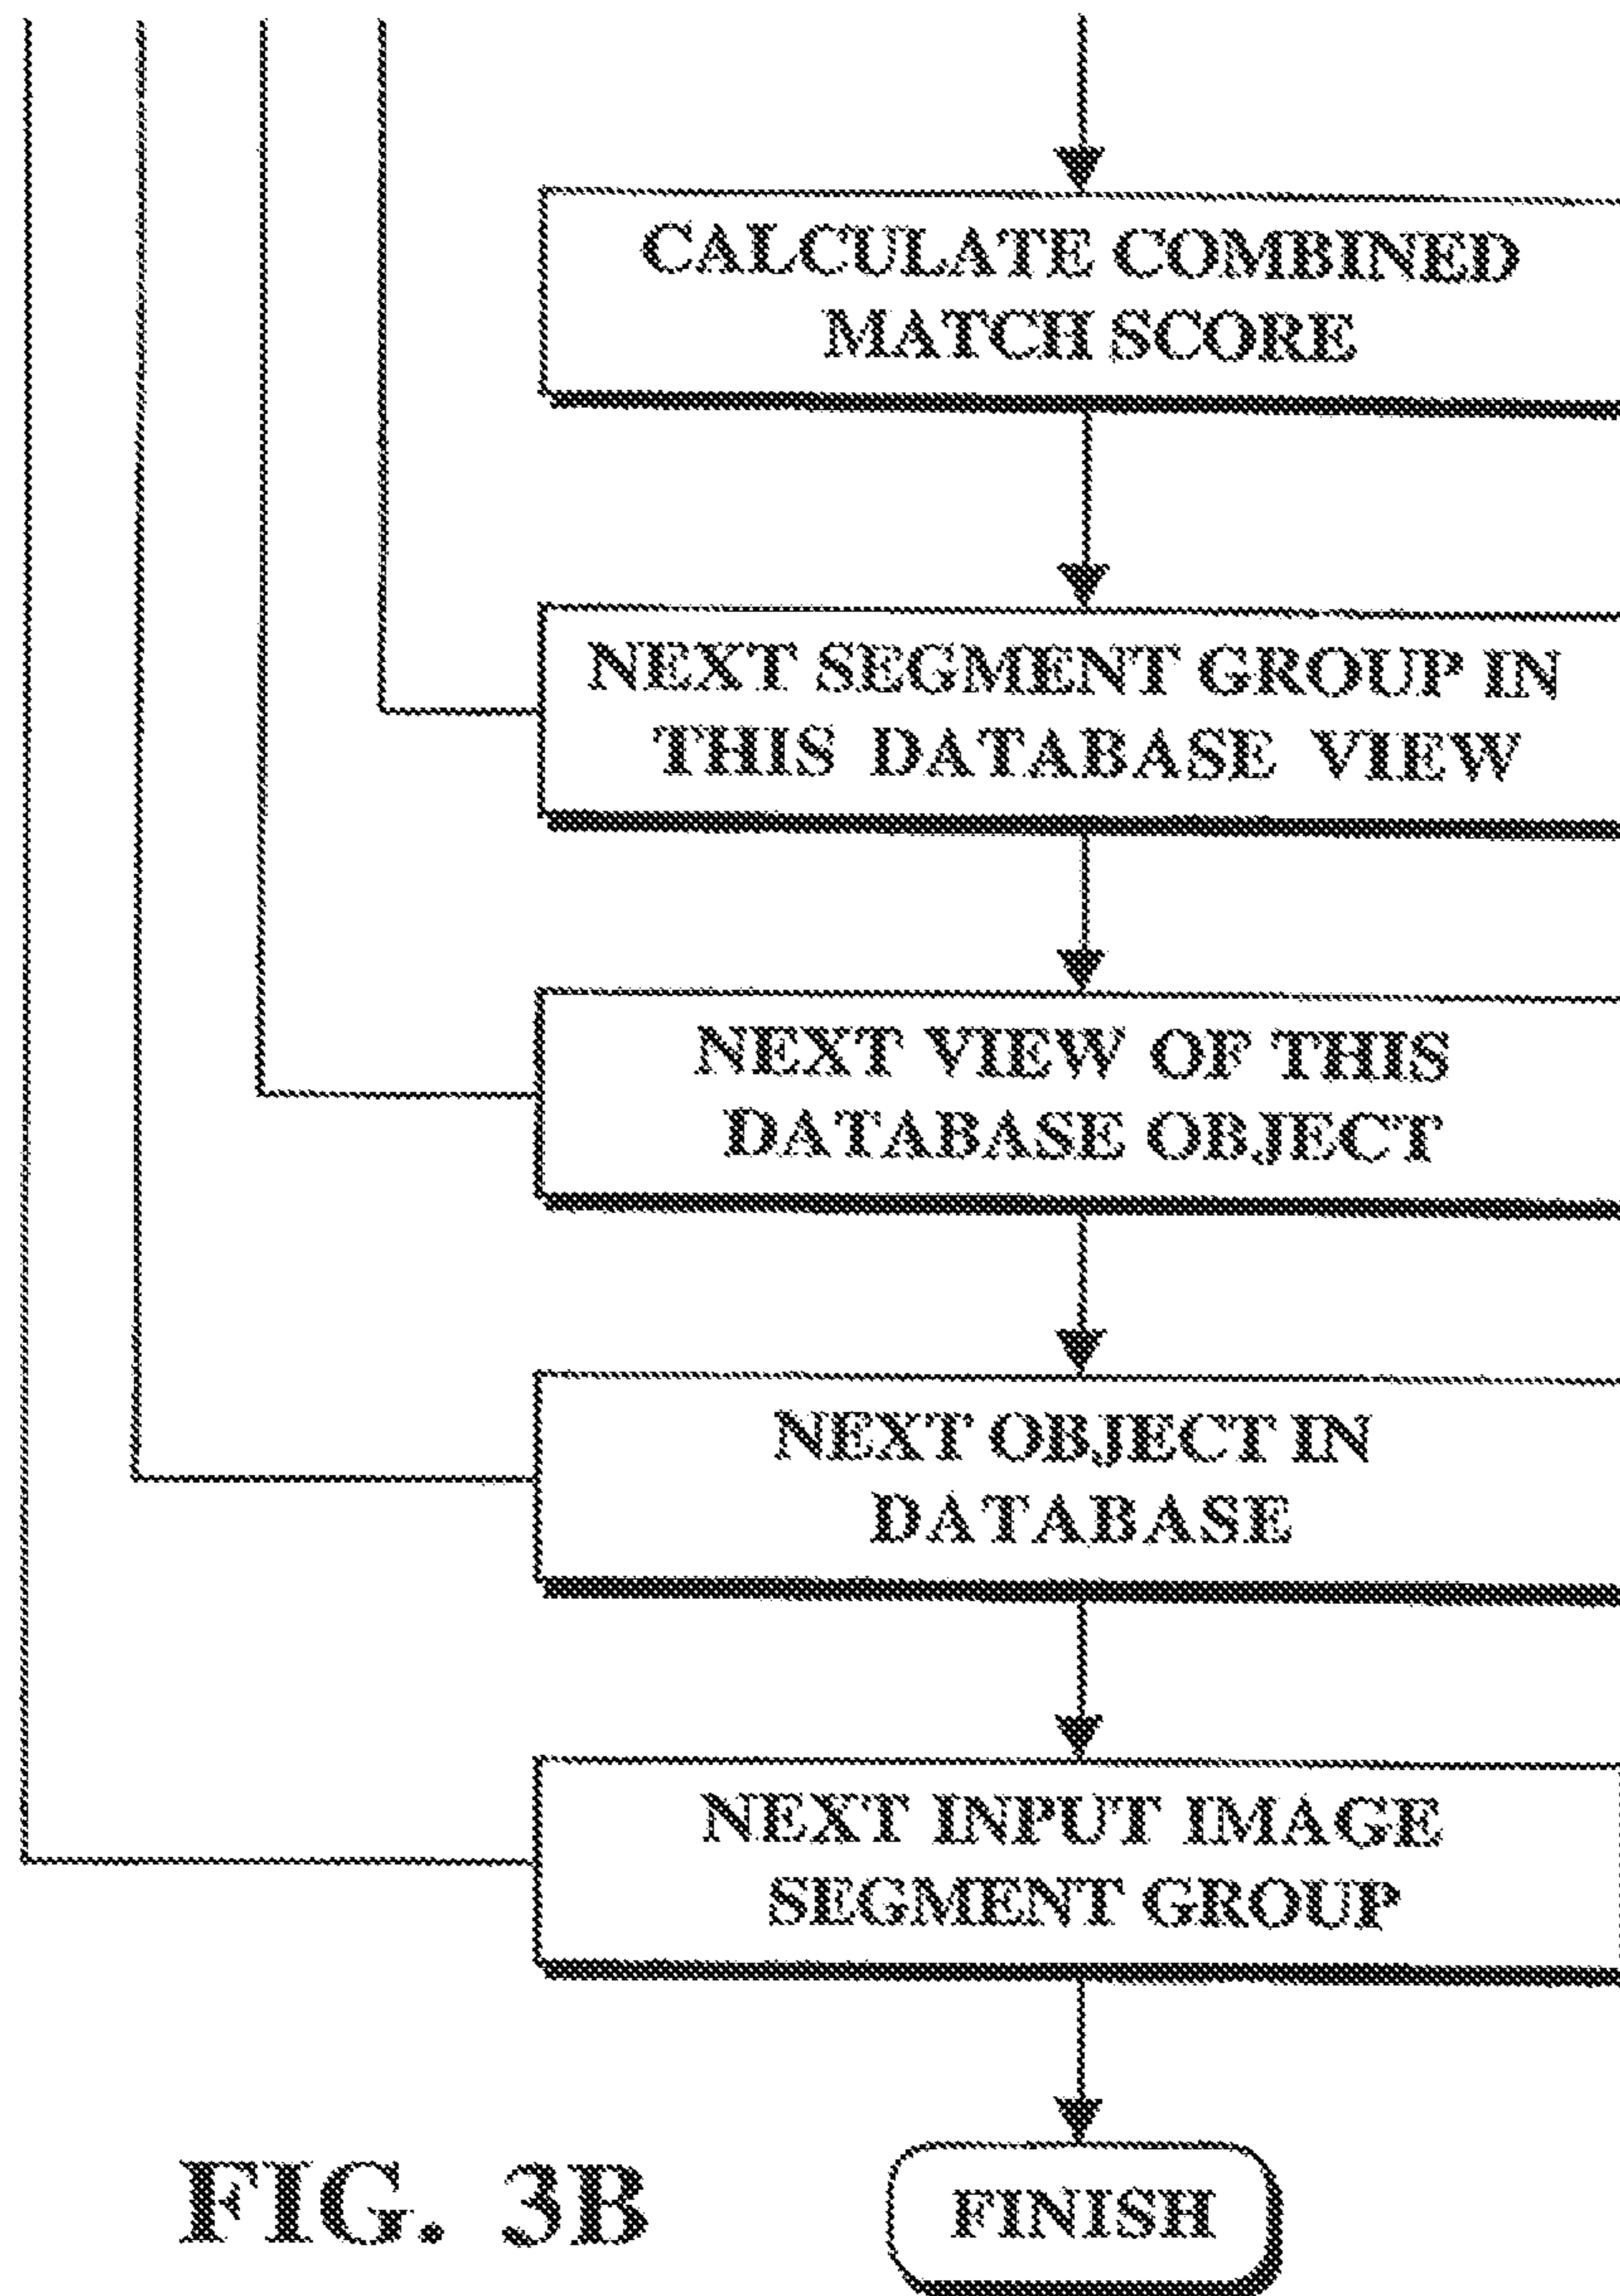 CALCULATE COMBINED
MATCH SCORE
NEXT SEGMENT GROUP IN
THIS DATABASE VIEW
NEXT VIEW OF THIS
DATABASE OBJECT
NEXT OBJECT IN
DATABASE
NEXT INPUT IMAGE
SEGMENT GROUP
FINISH
FIG. 3B